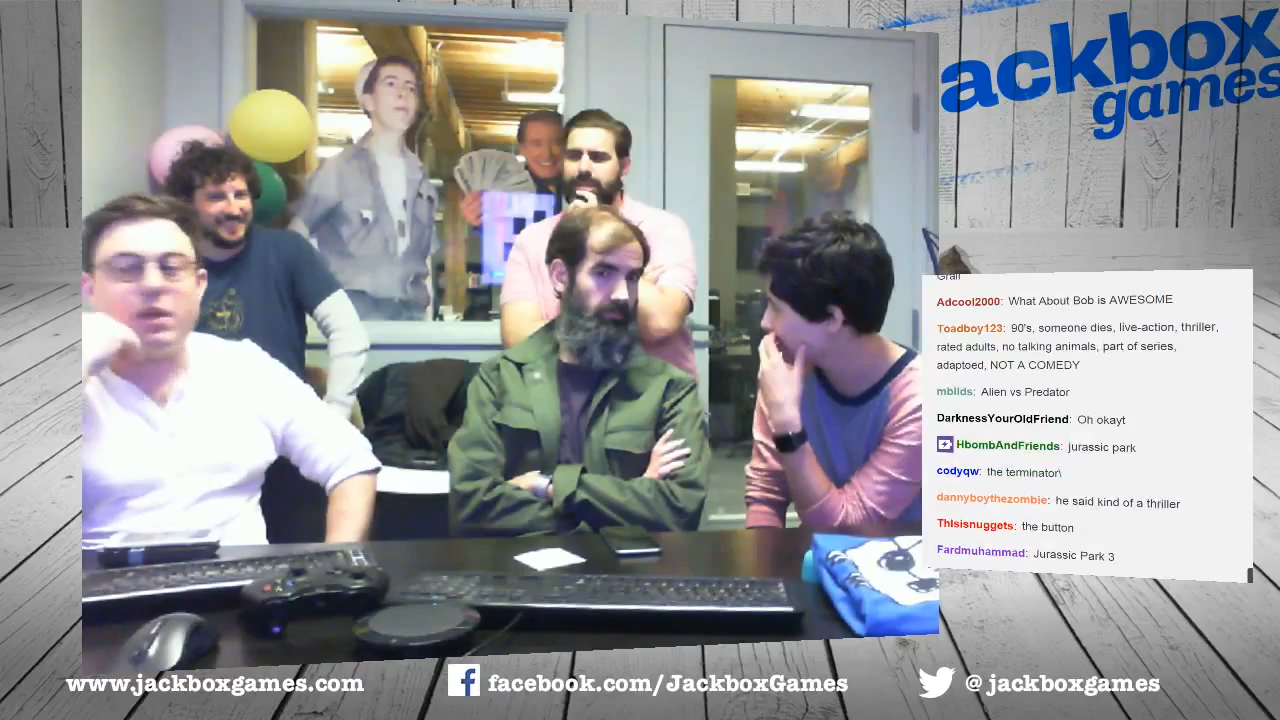 ackbox
games
Grail
Adcool2000: What About Bob is AWESOME
Toadboy123: 90's, someone dies, live-action, thriller,
rated adults, no talking animals, part of series,
adaptoed, NOT A COMEDY
mbilds: Alien vs Predator
DarknessYourOldFriend: Oh okayt
HbombAndFriends: jurassic park
codyqw: the terminator\
dannyboythezombie: he said kind of a thriller
ThIsisnuggets: the button
Fardmuhammad: Jurassic Park 3
www.jackboxgames.com
facebook.com/JackboxGames
@jackboxgames